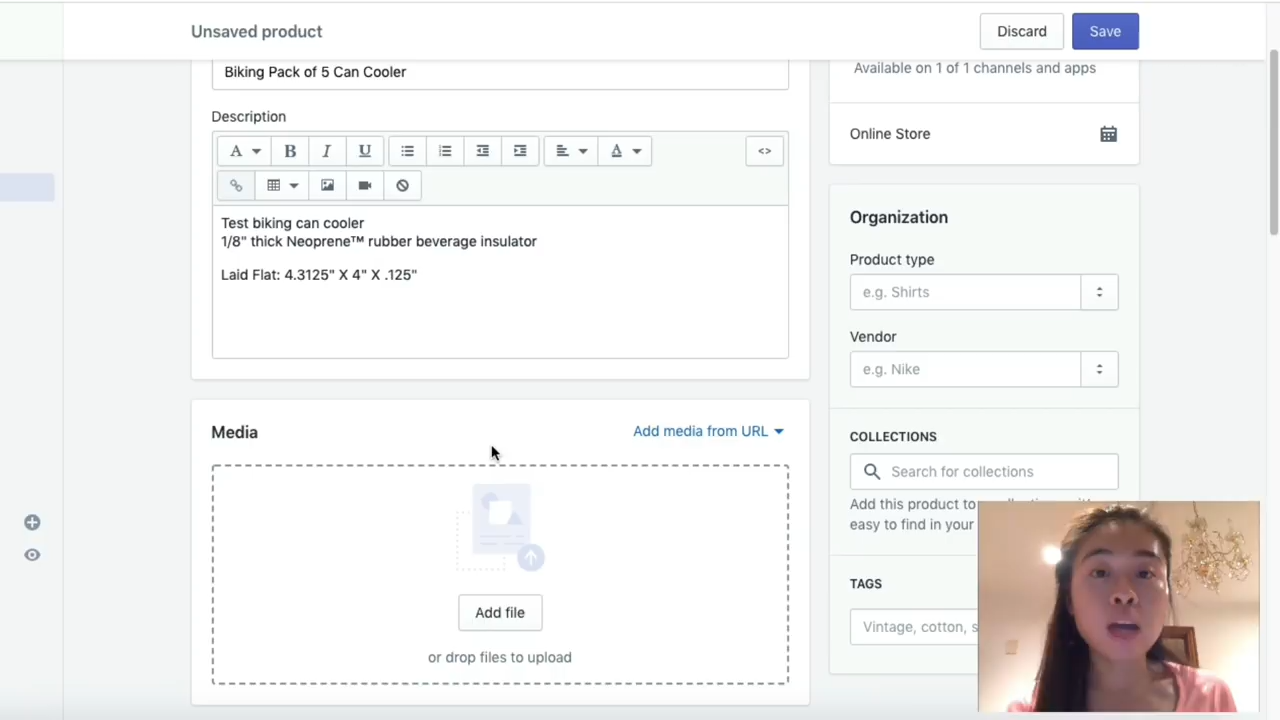 Unsaved product
Discard
Save
Biking Pack of 5 Can Cooler
Description
A
B
I
U
A
<>
Test biking can cooler
1/8" thick Neoprene™ rubber beverage insulator
Laid Flat: 4.3125" X 4" X .125"
Media
Add media from URL
Add file
or drop files to upload
Available on 1 of 1 channels and apps
Online Store
Organization
Product type
e.g. Shirts
Vendor
e.g. Nike
COLLECTIONS
Search for collections
Add this product to
easy to find in your
TAGS
Vintage, cotton, s